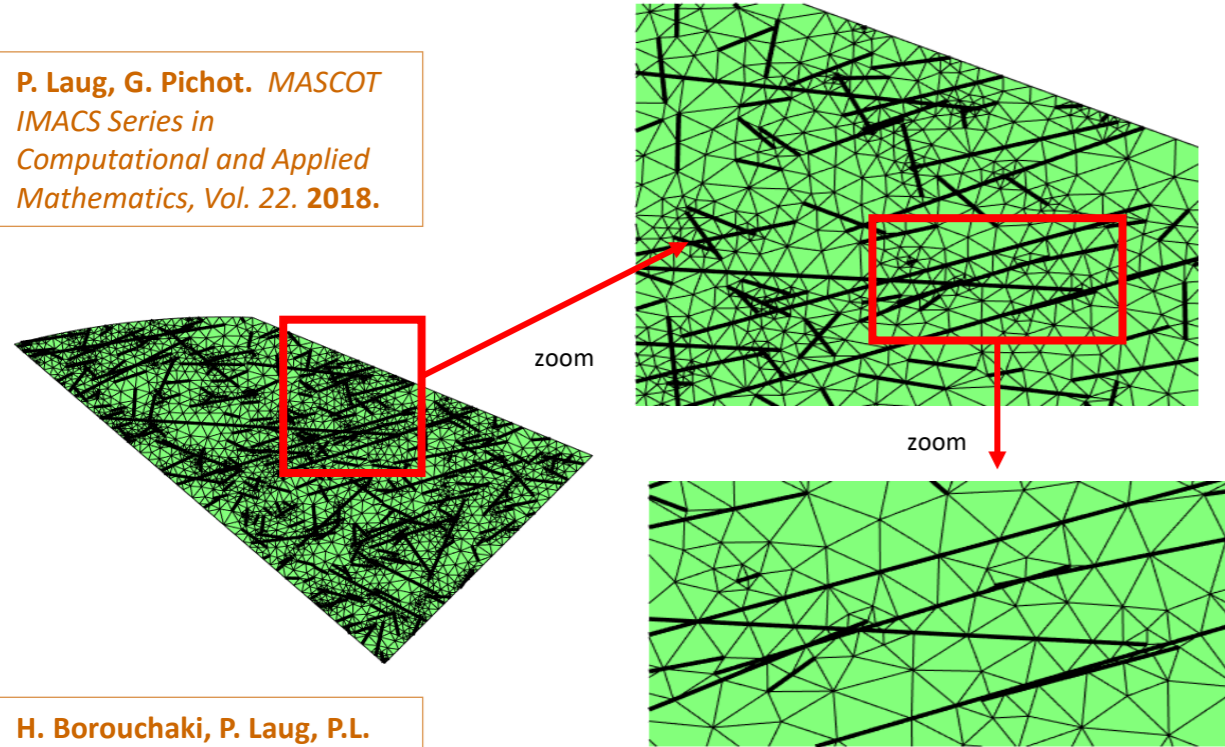 P. Laug, G. Pichot. MASCOT
IMACS Series in
Computational and Applied
Mathematics, Vol. 22. 2018.
zoom
zoom
H. Borouchaki, P. Laug, P.L.